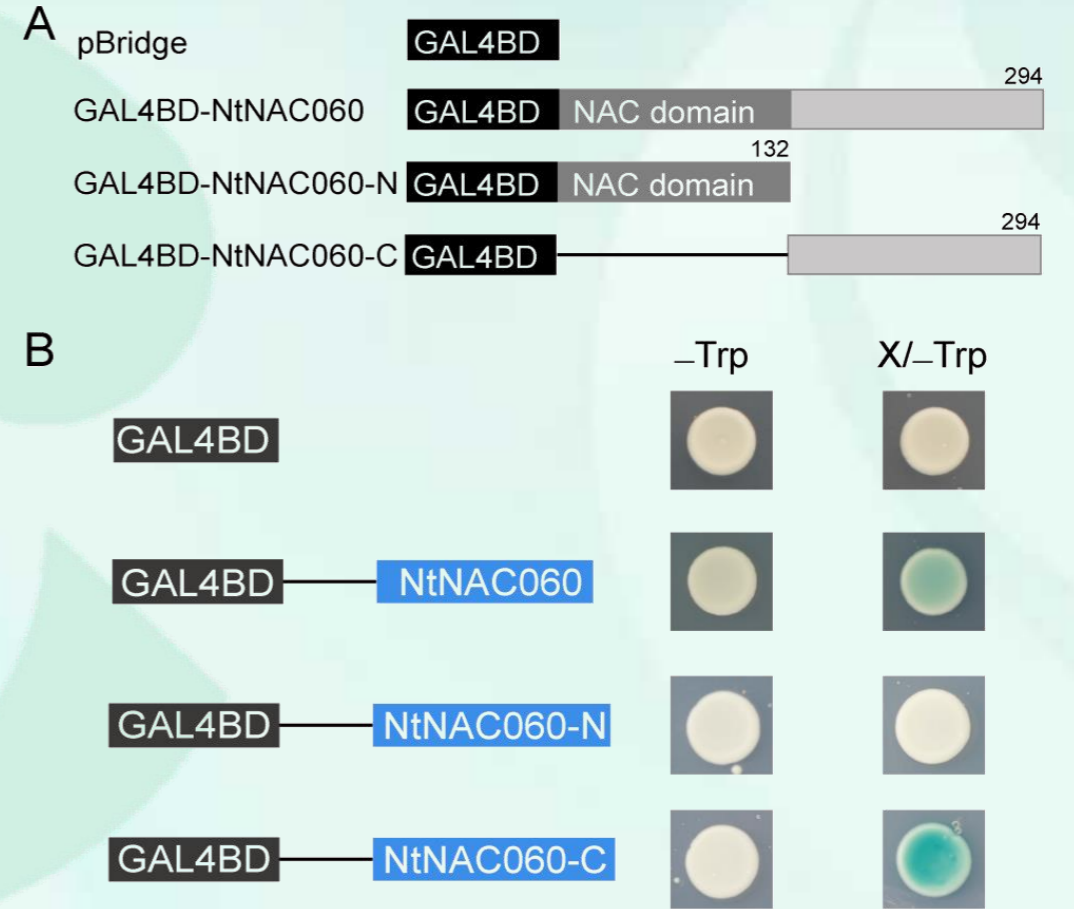 A
pBridge GAL4BD
294
GAL4BD-NtNAC060 GAL4BD NAC domain
132
GAL4BD-NtNAC060-N GAL4BD NAC domain
294
GAL4BD-NtNAC060-C GAL4BD
B
–Trp X/–Trp
GAL4BD
GAL4BD NtNAC060
GAL4BD NtNAC060-N
GAL4BD NtNAC060-C
3